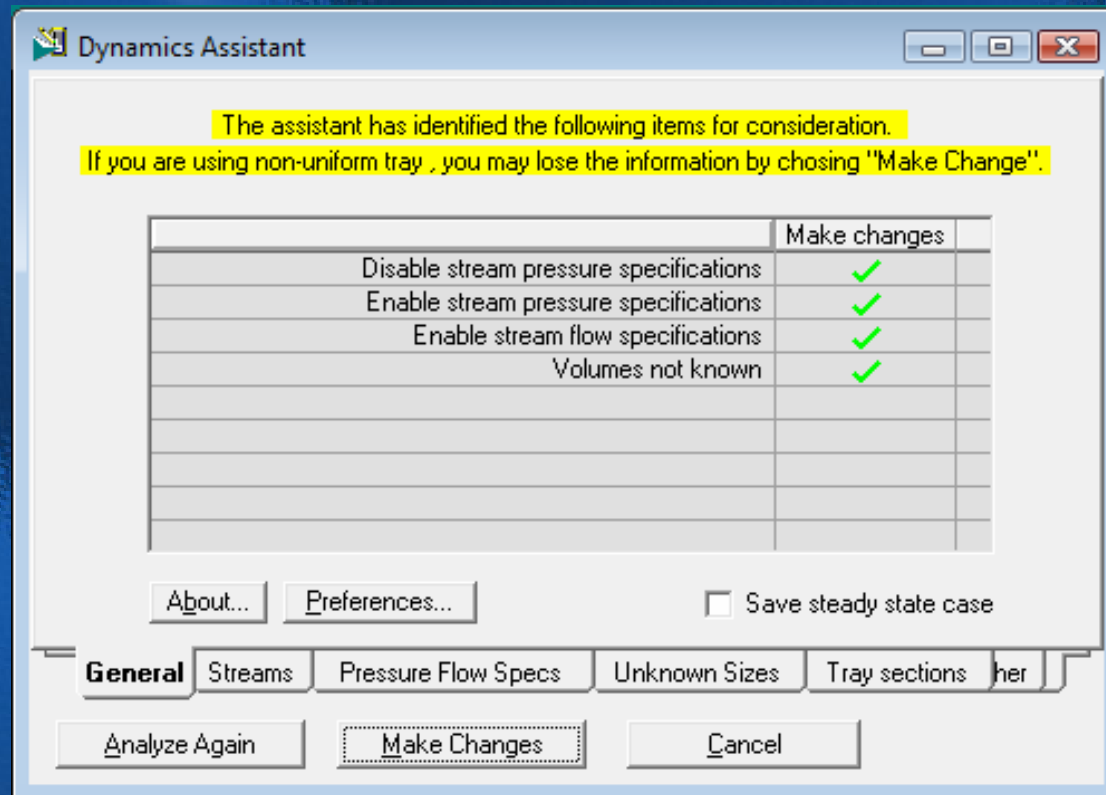 Dynamics Assistant
The assistant has identified the following items for consideration.
If you are using non-uniform tray , you may lose the information by chosing "Make Change".
Make changes
Disable stream pressure specifications
Enable stream pressure specifications
Enable stream flow specifications
Volumes not known
About... Preferences... Save steady state case
General Streams Pressure Flow Specs Unknown Sizes Tray sections her
Analyze Again Make Changes Cancel